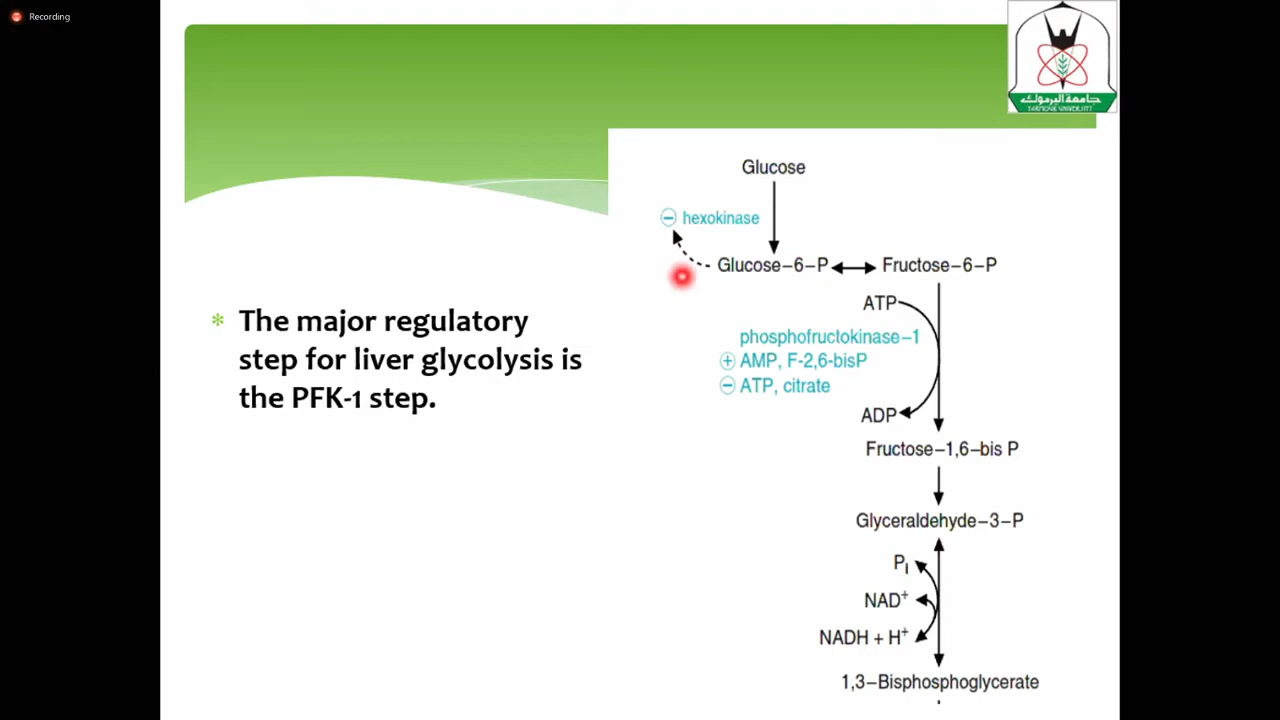 Recording
جامعة اليرموك
YARMOUK UNIVERSITY
Glucose
⊖ hexokinase
Glucose–6–P
Fructose–6–P
ATP
* The major regulatory
step for liver glycolysis is
the PFK-1 step.
phosphofructokinase–1
⊕ AMP, F-2,6-bisP
⊖ ATP, citrate
ADP
Fructose–1,6–bis P
Glyceraldehyde–3–P
Pi
NAD+
NADH + H+
1,3–Bisphosphoglycerate